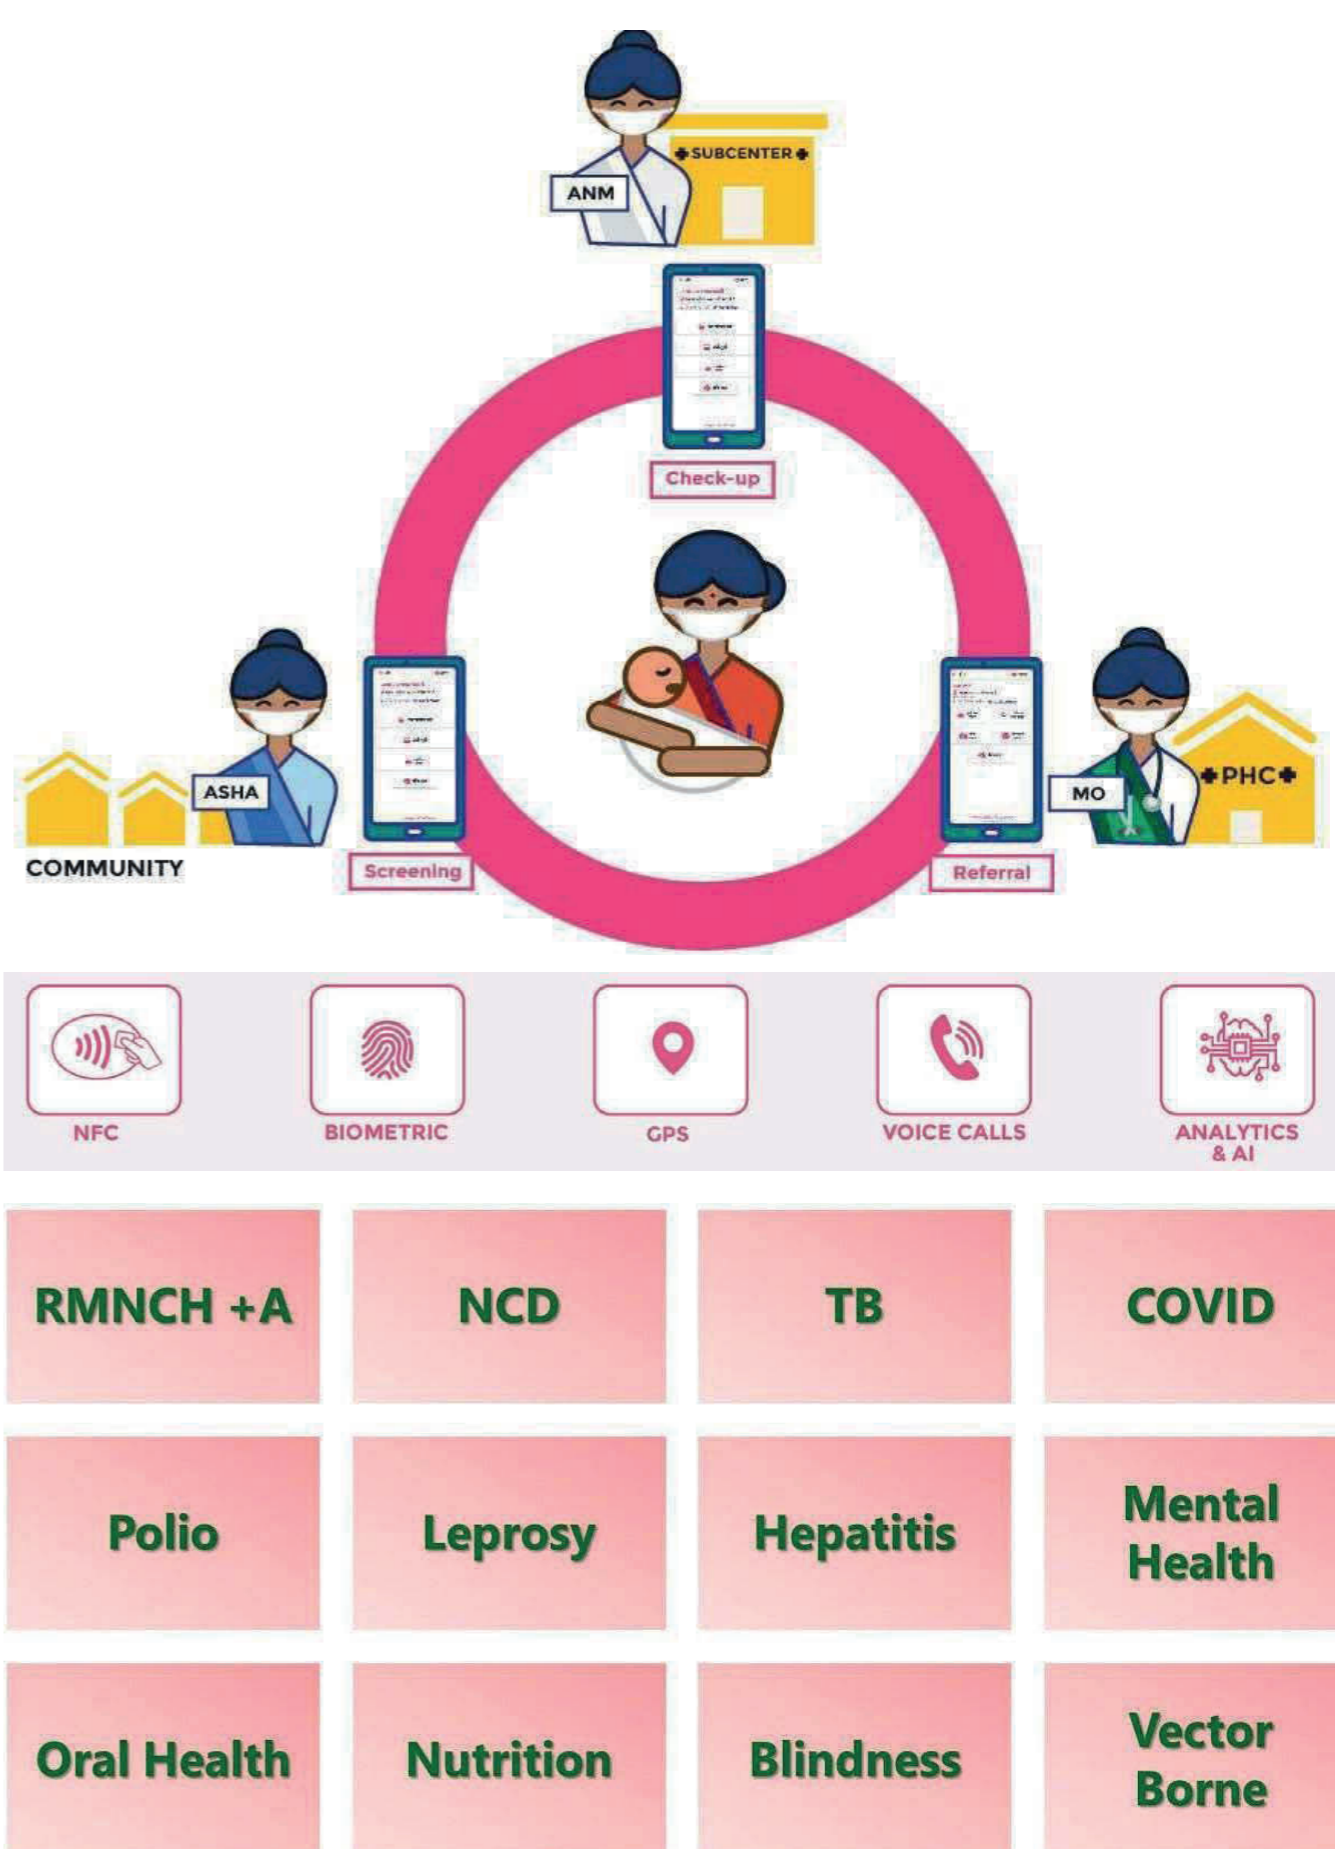 SUBCENTER
ANM
Check-up
ASHA
COMMUNITY
Screening
MO
PHC
Referral
NFC
BIOMETRIC
GPS
VOICE CALLS
ANALYTICS
& AI
RMNCH +A
NCD
TB
COVID
Polio
Leprosy
Hepatitis
Mental
Health
Oral Health
Nutrition
Blindness
Vector
Borne